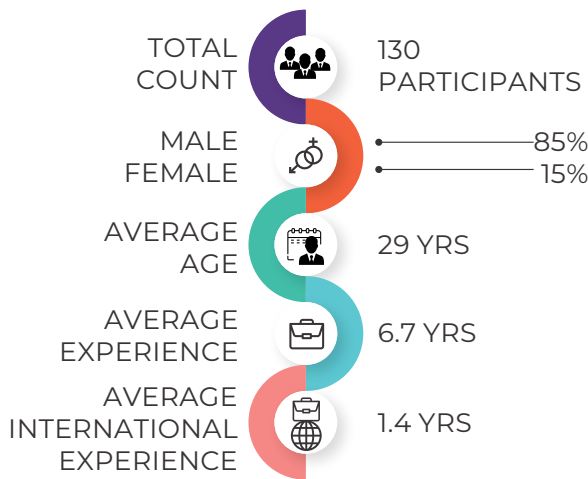 TOTAL
COUNT
130
PARTICIPANTS
MALE
85%
FEMALE
15%
AVERAGE
AGE
29 YRS
AVERAGE
EXPERIENCE
6.7 YRS
AVERAGE
INTERNATIONAL
EXPERIENCE
1.4 YRS